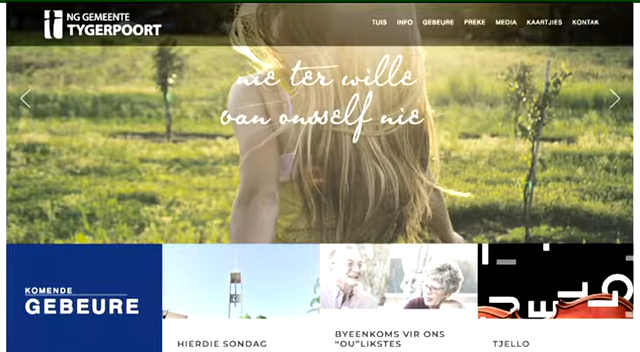 NG GEMEENTE
TYGERPOORT
TUIS INFO GEBEURE PREKE MEDIA KAARTJIES KONTAK
nie ter wille
van onsself nie
KOMENDE
GEBEURE
HIERDIE SONDAG
BYEENKOMS VIR ONS
“OU”LIKSTES
TJELLO